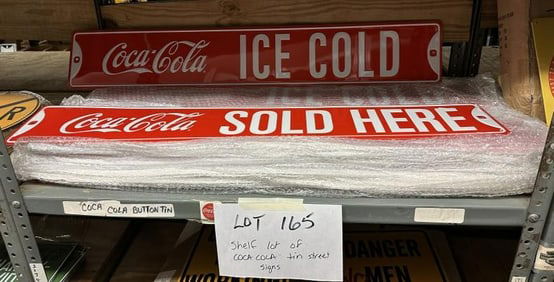 Coca-Cola ICE COLD
Coca-Cola SOLD HERE
R
COCA COLA BUTTON TIN
LOT 165
Shelf lot of
COCA COLA tin street
signs
DANGER
MEN